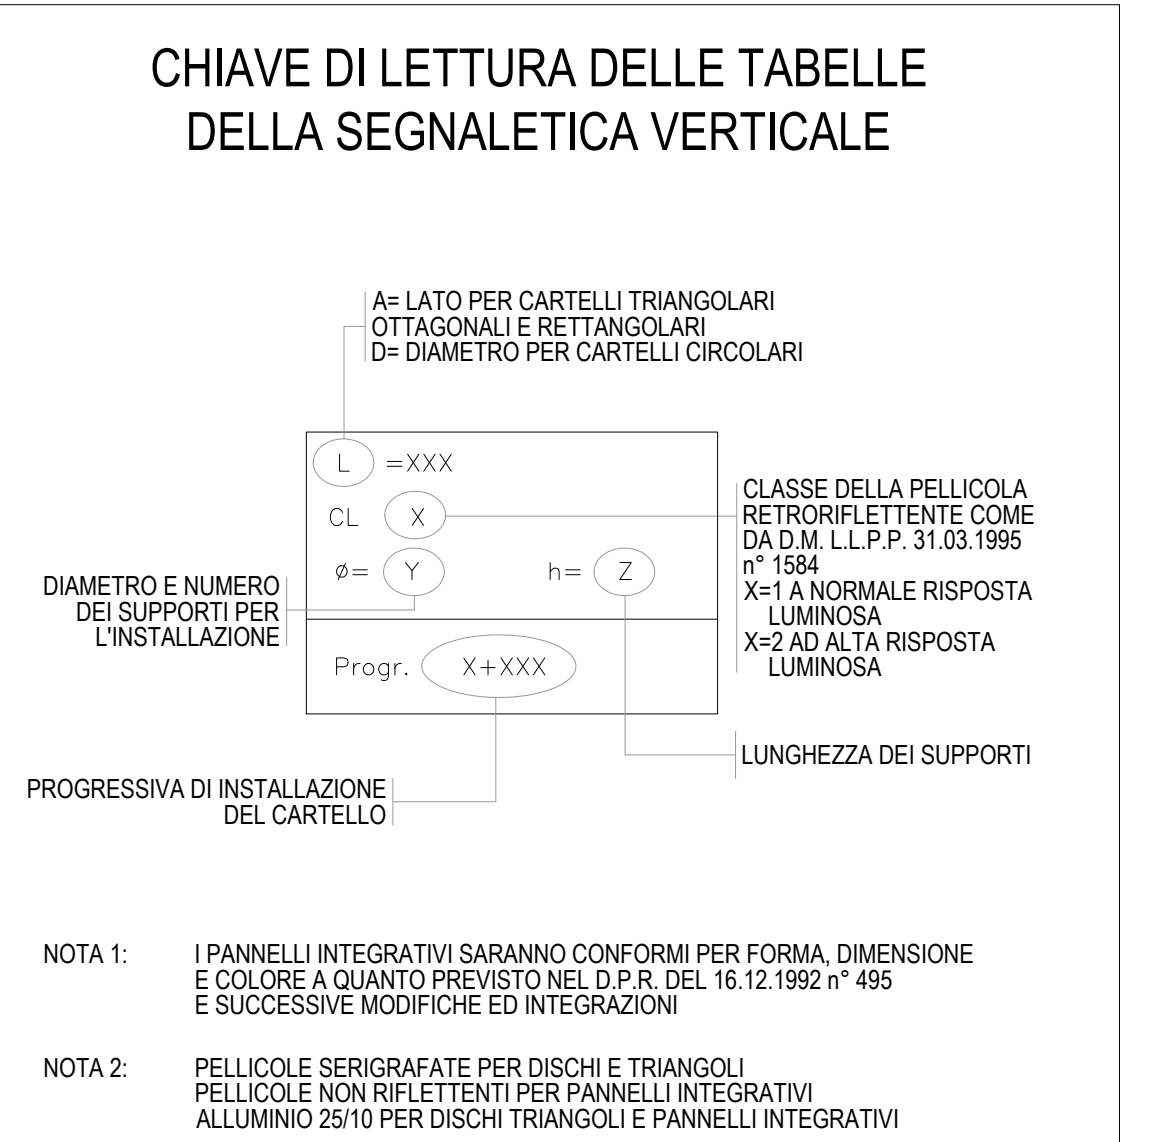 CHIAVE DI LETTURA DELLE TABELLE
DELLA SEGNALETICA VERTICALE
A= LATO PER CARTELLI TRIANGOLARI
OTTAGONALI E RETTANGOLARI
D= DIAMETRO PER CARTELLI CIRCOLARI
L =XXX
CL X
ø= Y h= Z
Progr. X+XXX
CLASSE DELLA PELLICOLA
RETRORIFLETTENTE COME
DA D.M. L.L.P.P. 31.03.1995
n° 1584
X=1 A NORMALE RISPOSTA
LUMINOSA
X=2 AD ALTA RISPOSTA
LUMINOSA
DIAMETRO E NUMERO
DEI SUPPORTI PER
L'INSTALLAZIONE
LUNGHEZZA DEI SUPPORTI
PROGRESSIVA DI INSTALLAZIONE
DEL CARTELLO
NOTA 1: I PANNELLI INTEGRATIVI SARANNO CONFORMI PER FORMA, DIMENSIONE
E COLORE A QUANTO PREVISTO NEL D.P.R. DEL 16.12.1992 n° 495
E SUCCESSIVE MODIFICHE ED INTEGRAZIONI
NOTA 2: PELLICOLE SERIGRAFATE PER DISCHI E TRIANGOLI
PELLICOLE NON RIFLETTENTI PER PANNELLI INTEGRATIVI
ALLUMINIO 25/10 PER DISCHI TRIANGOLI E PANNELLI INTEGRATIVI